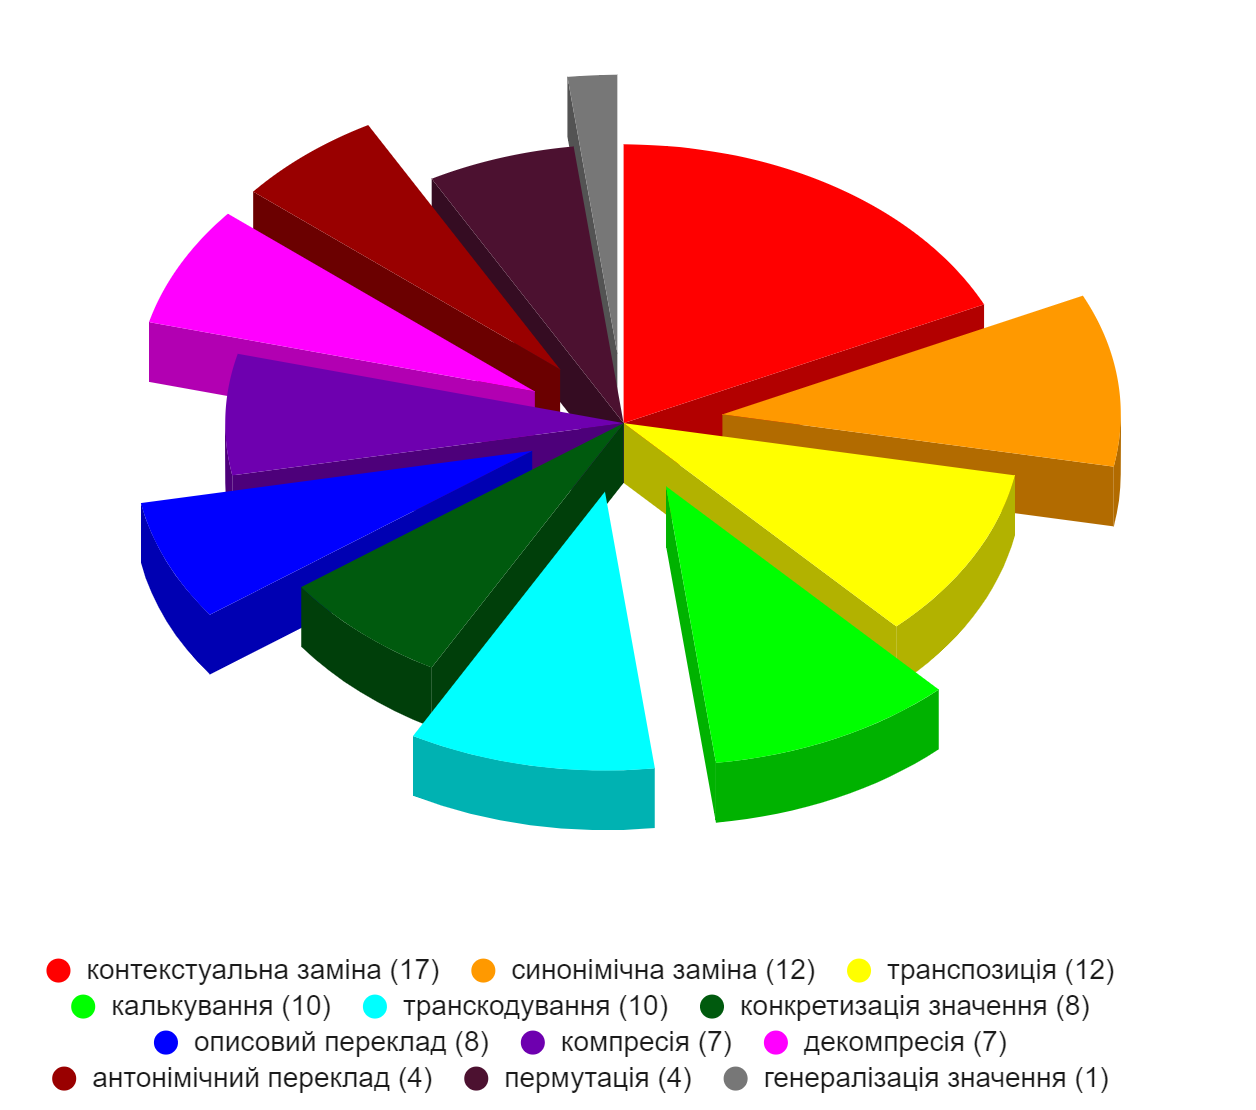 контекстуальна заміна (17) синонімічна заміна (12) транспозиція (12)
калькування (10) транскодування (10) конкретизація значення (8)
описовий переклад (8) компресія (7) декомпресія (7)
антонімічний переклад (4) пермутація (4) генералізація значення (1)